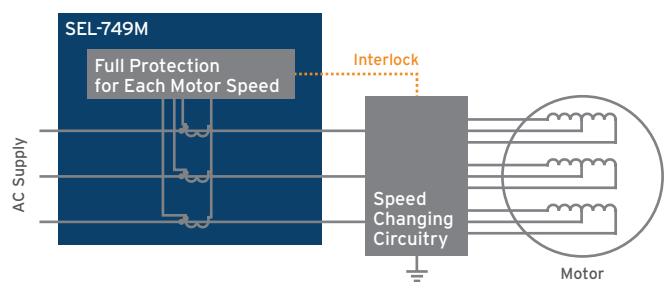 SEL-749M
Full Protection
for Each Motor Speed
Interlock
AC Supply
Speed
Changing
Circuitry
Motor